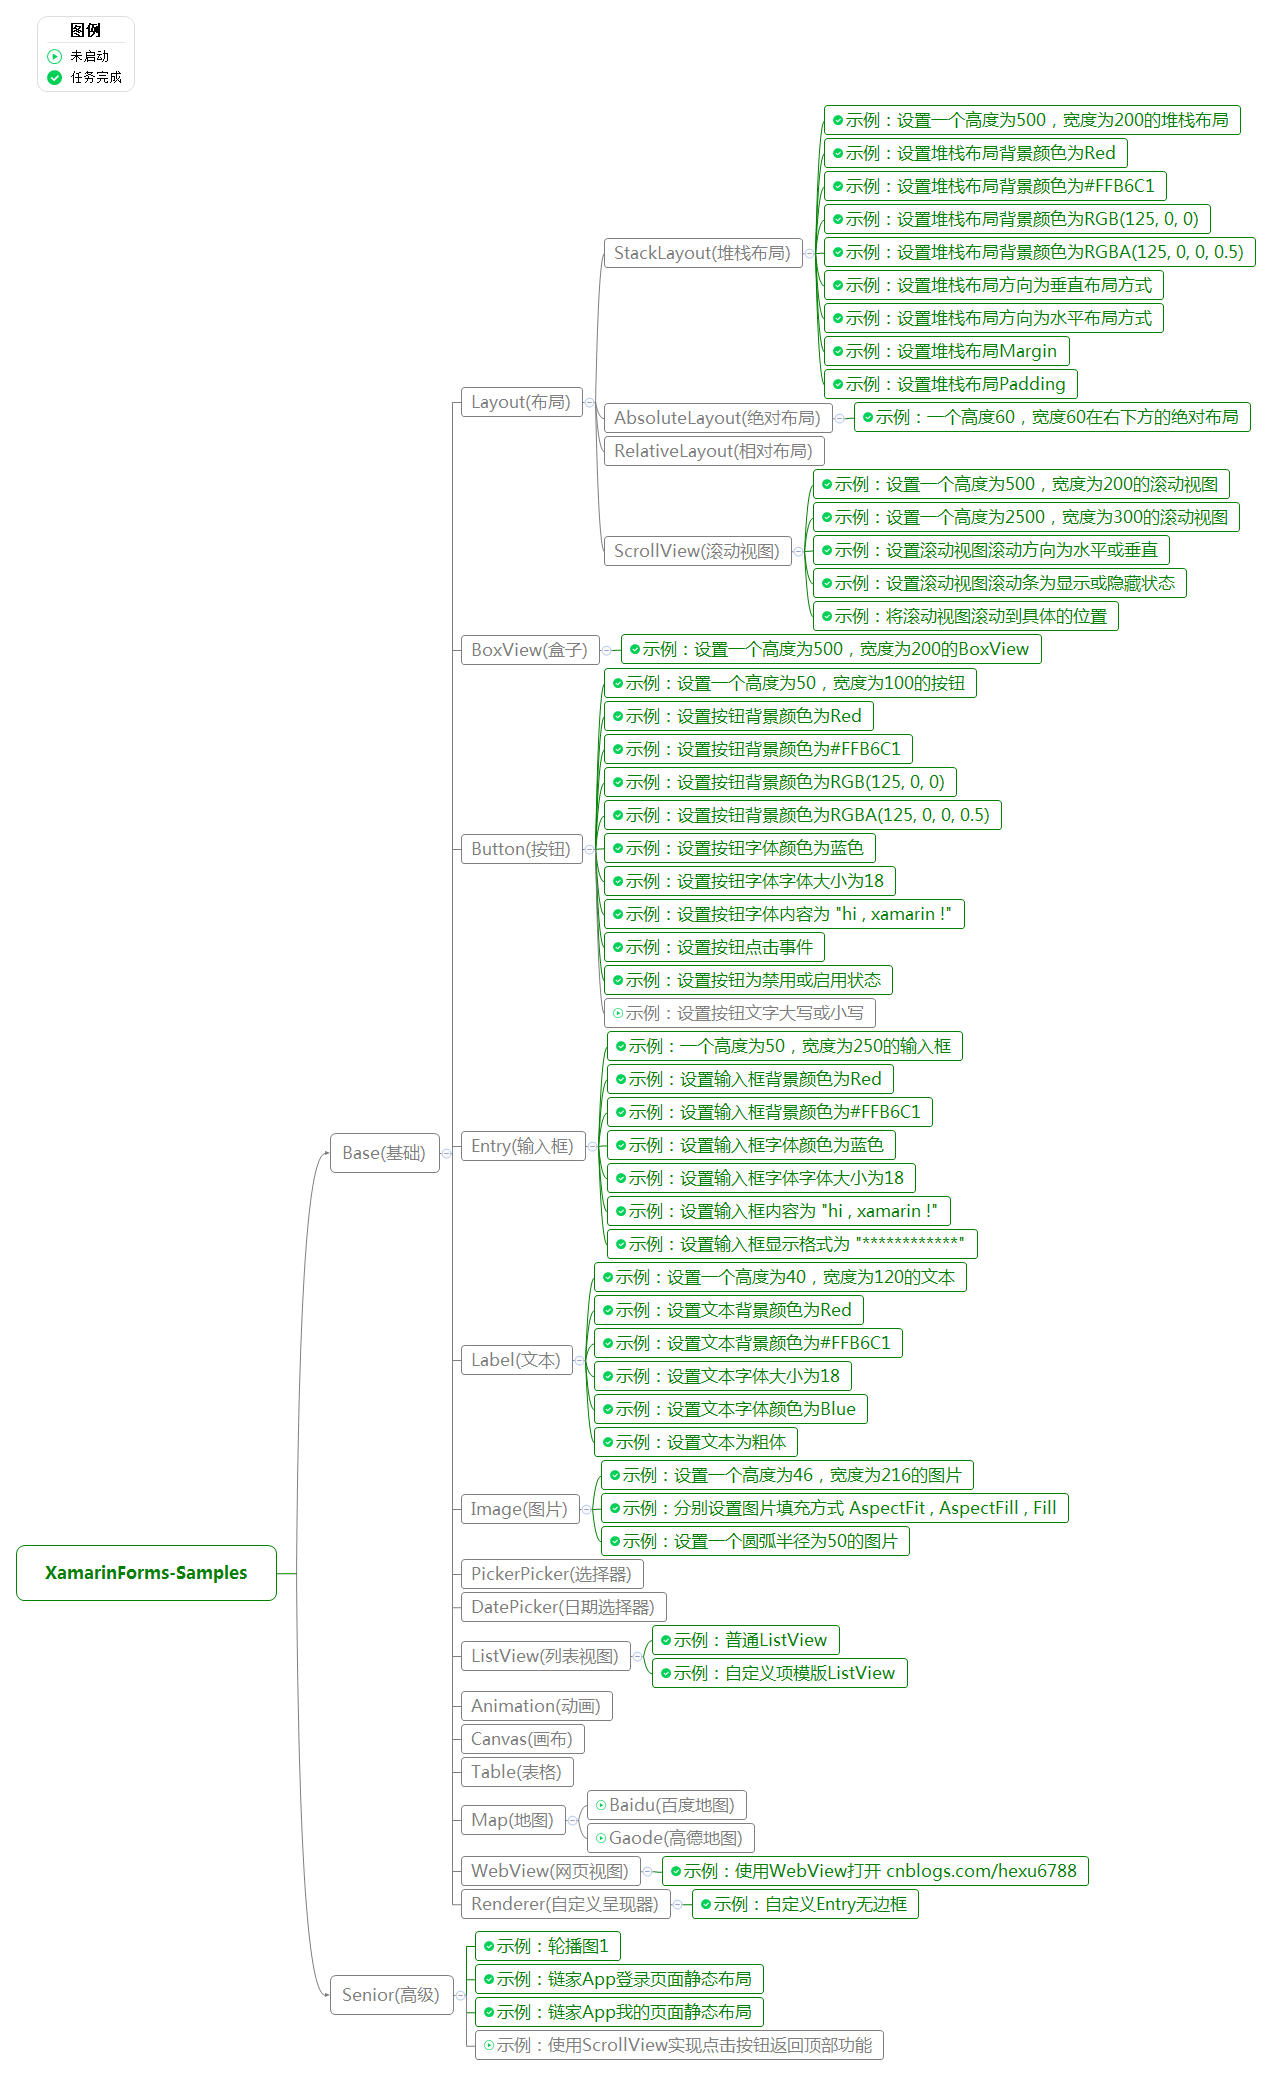 图例
未启动
任务完成
示例：设置一个高度为500，宽度为200的堆栈布局
示例：设置堆栈布局背景颜色为Red
示例：设置堆栈布局背景颜色为#FFB6C1
示例：设置堆栈布局背景颜色为RGB(125, 0, 0)
StackLayout(堆栈布局)
示例：设置堆栈布局背景颜色为RGBA(125, 0, 0, 0.5)
示例：设置堆栈布局方向为垂直布局方式
示例：设置堆栈布局方向为水平布局方式
示例：设置堆栈布局Margin
示例：设置堆栈布局Padding
Layout(布局)
AbsoluteLayout(绝对布局)
示例：一个高度60，宽度60在右下方的绝对布局
RelativeLayout(相对布局)
示例：设置一个高度为500，宽度为200的滚动视图
示例：设置一个高度为2500，宽度为300的滚动视图
ScrollView(滚动视图)
示例：设置滚动视图滚动方向为水平或垂直
示例：设置滚动视图滚动条为显示或隐藏状态
示例：将滚动视图滚动到具体的位置
BoxView(盒子)
示例：设置一个高度为500，宽度为200的BoxView
示例：设置一个高度为50，宽度为100的按钮
示例：设置按钮背景颜色为Red
示例：设置按钮背景颜色为#FFB6C1
示例：设置按钮背景颜色为RGB(125, 0, 0)
示例：设置按钮背景颜色为RGBA(125, 0, 0, 0.5)
Button(按钮)
示例：设置按钮字体颜色为蓝色
示例：设置按钮字体字体大小为18
示例：设置按钮字体内容为 "hi , xamarin !"
示例：设置按钮点击事件
示例：设置按钮为禁用或启用状态
示例：设置按钮文字大写或小写
示例：一个高度为50，宽度为250的输入框
示例：设置输入框背景颜色为Red
示例：设置输入框背景颜色为#FFB6C1
Base(基础)
Entry(输入框)
示例：设置输入框字体颜色为蓝色
示例：设置输入框字体字体大小为18
示例：设置输入框内容为 "hi , xamarin !"
示例：设置输入框显示格式为 "************"
示例：设置一个高度为40，宽度为120的文本
示例：设置文本背景颜色为Red
示例：设置文本背景颜色为#FFB6C1
Label(文本)
示例：设置文本字体大小为18
示例：设置文本字体颜色为Blue
示例：设置文本为粗体
示例：设置一个高度为46，宽度为216的图片
Image(图片)
示例：分别设置图片填充方式 AspectFit , AspectFill , Fill
示例：设置一个圆弧半径为50的图片
XamarinForms-Samples
PickerPicker(选择器)
DatePicker(日期选择器)
示例：普通ListView
ListView(列表视图)
示例：自定义项模版ListView
Animation(动画)
Canvas(画布)
Table(表格)
Baidu(百度地图)
Map(地图)
Gaode(高德地图)
WebView(网页视图)
示例：使用WebView打开 cnblogs.com/hexu6788
Renderer(自定义呈现器)
示例：自定义Entry无边框
示例：轮播图1
示例：链家App登录页面静态布局
Senior(高级)
示例：链家App我的页面静态布局
示例：使用ScrollView实现点击按钮返回顶部功能